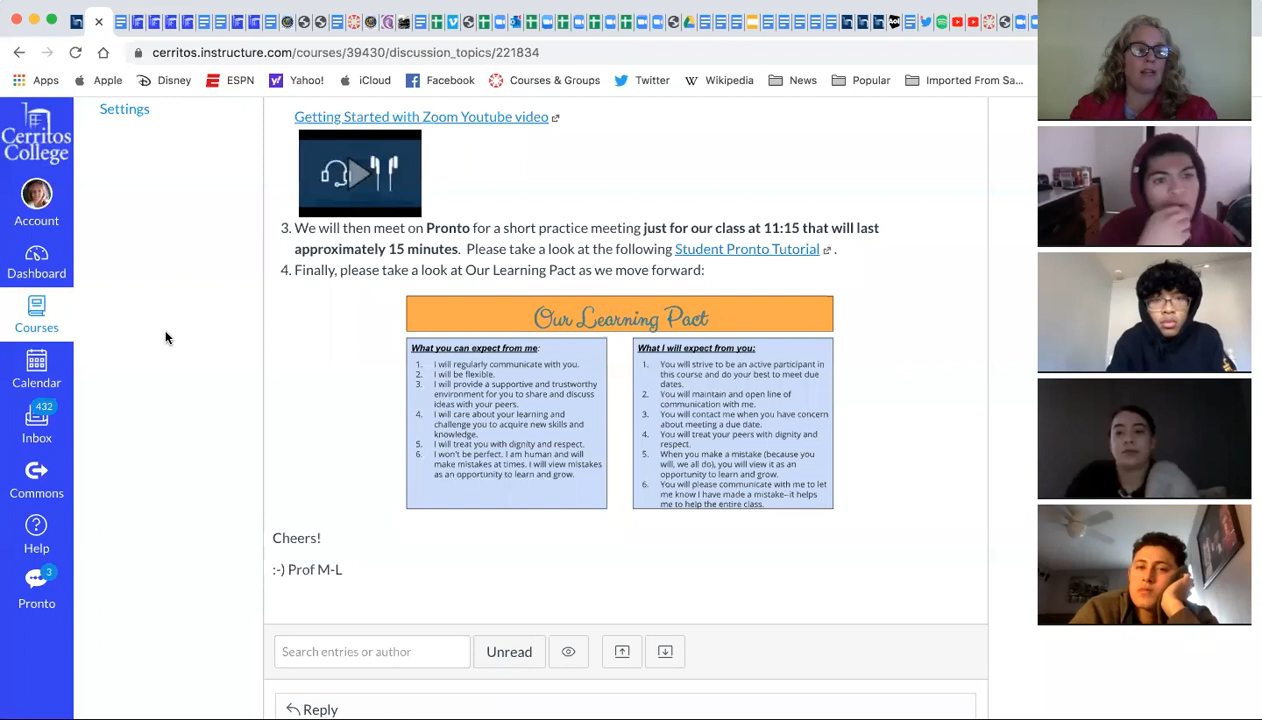 cerritos.instructure.com/courses/39430/discussion_topics/221834
Apps Apple Disney ESPN Yahoo! iCloud Facebook Courses & Groups Twitter Wikipedia News Popular Imported From Sa...
Cerritos
College
Account
Dashboard
Courses
Calendar
432
Inbox
Commons
Help
3
Pronto
Settings
Getting Started with Zoom Youtube video
3. We will then meet on Pronto for a short practice meeting just for our class at 11:15 that will last
approximately 15 minutes. Please take a look at the following Student Pronto Tutorial .
4. Finally, please take a look at Our Learning Pact as we move forward:
Our Learning Pact
What you can expect from me:
1. I will regularly communicate with you.
2. I will be flexible.
3. I will provide a supportive and trustworthy
environment for you to share and discuss
ideas with your peers.
4. I will care about your learning and
challenge you to acquire new skills and
knowledge.
5. I will treat you with dignity and respect.
6. I won't be perfect. I am human and will
make mistakes at times. I will view mistakes
as an opportunity to learn and grow.
What I will expect from you:
1. You will strive to be an active participant in
this course and do your best to meet due
dates.
2. You will maintain and open line of
communication with me.
3. You will contact me when you have concern
about meeting a due date.
4. You will treat your peers with dignity and
respect.
5. When you make a mistake (because you
will, we all do), you will view it as an
opportunity to learn and grow.
6. You will please communicate with me to let
me know I have made a mistake--it helps
me to help the entire class.
Cheers!
:-) Prof M-L
Search entries or author
Unread
Reply